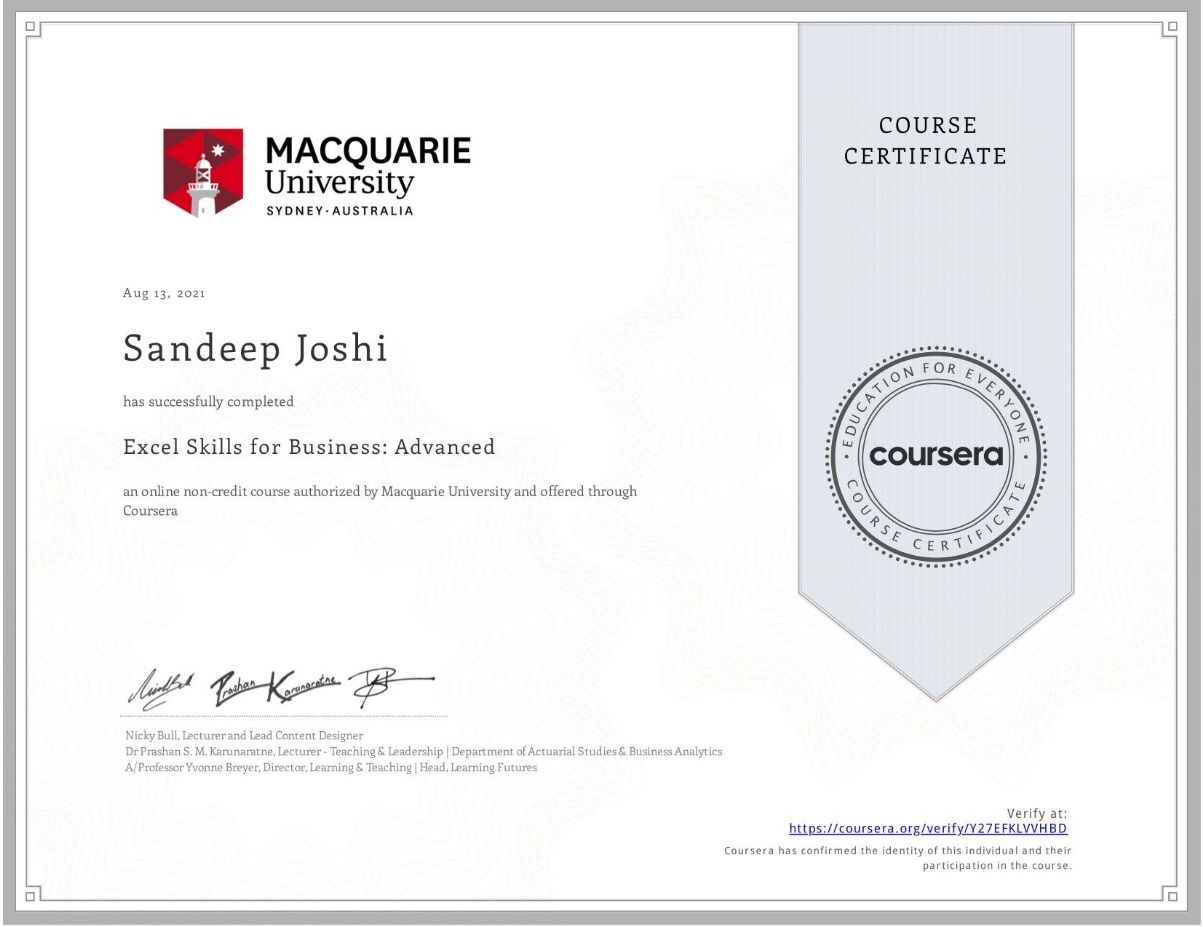 MACQUARIE
University
SYDNEY·AUSTRALIA
COURSE
CERTIFICATE
Aug 13, 2021
Sandeep Joshi
has successfully completed
Excel Skills for Business: Advanced
an online non-credit course authorized by Macquarie University and offered through
Coursera
EDUCATION FOR EVERYONE
coursera
COURSE CERTIFICATE
Prashan Karunaratne
Nicky Bull, Lecturer and Lead Content Designer
Dr Prashan S. M. Karunaratne, Lecturer - Teaching & Leadership | Department of Actuarial Studies & Business Analytics
A/Professor Yvonne Breyer, Director, Learning & Teaching | Head, Learning Futures
Verify at:
https://coursera.org/verify/Y27EFKLVVHBD
Coursera has confirmed the identity of this individual and their
participation in the course.